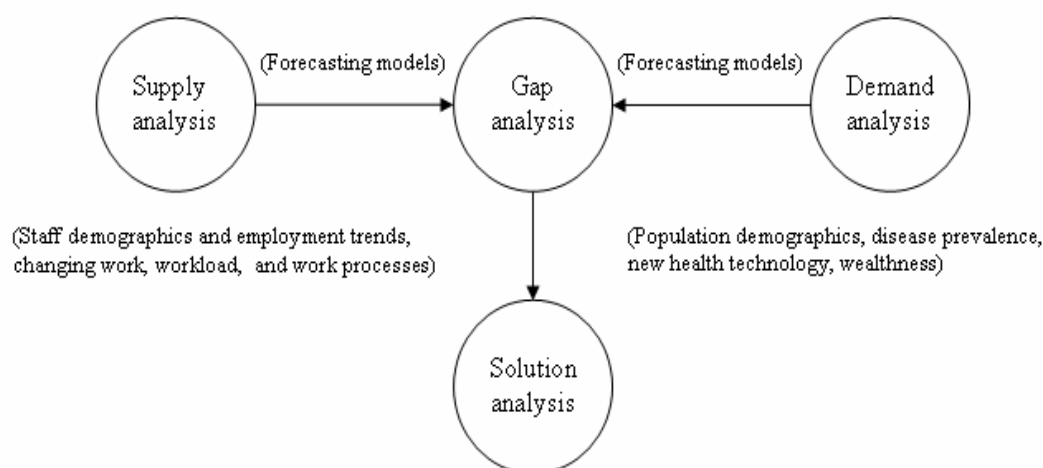 (Forecasting models)
(Forecasting models)
Supply
analysis
Gap
analysis
Demand
analysis
(Staff demographics and employment trends,
changing work, workload, and work processes)
(Population demographics, disease prevalence,
new health technology, wealthness)
Solution
analysis